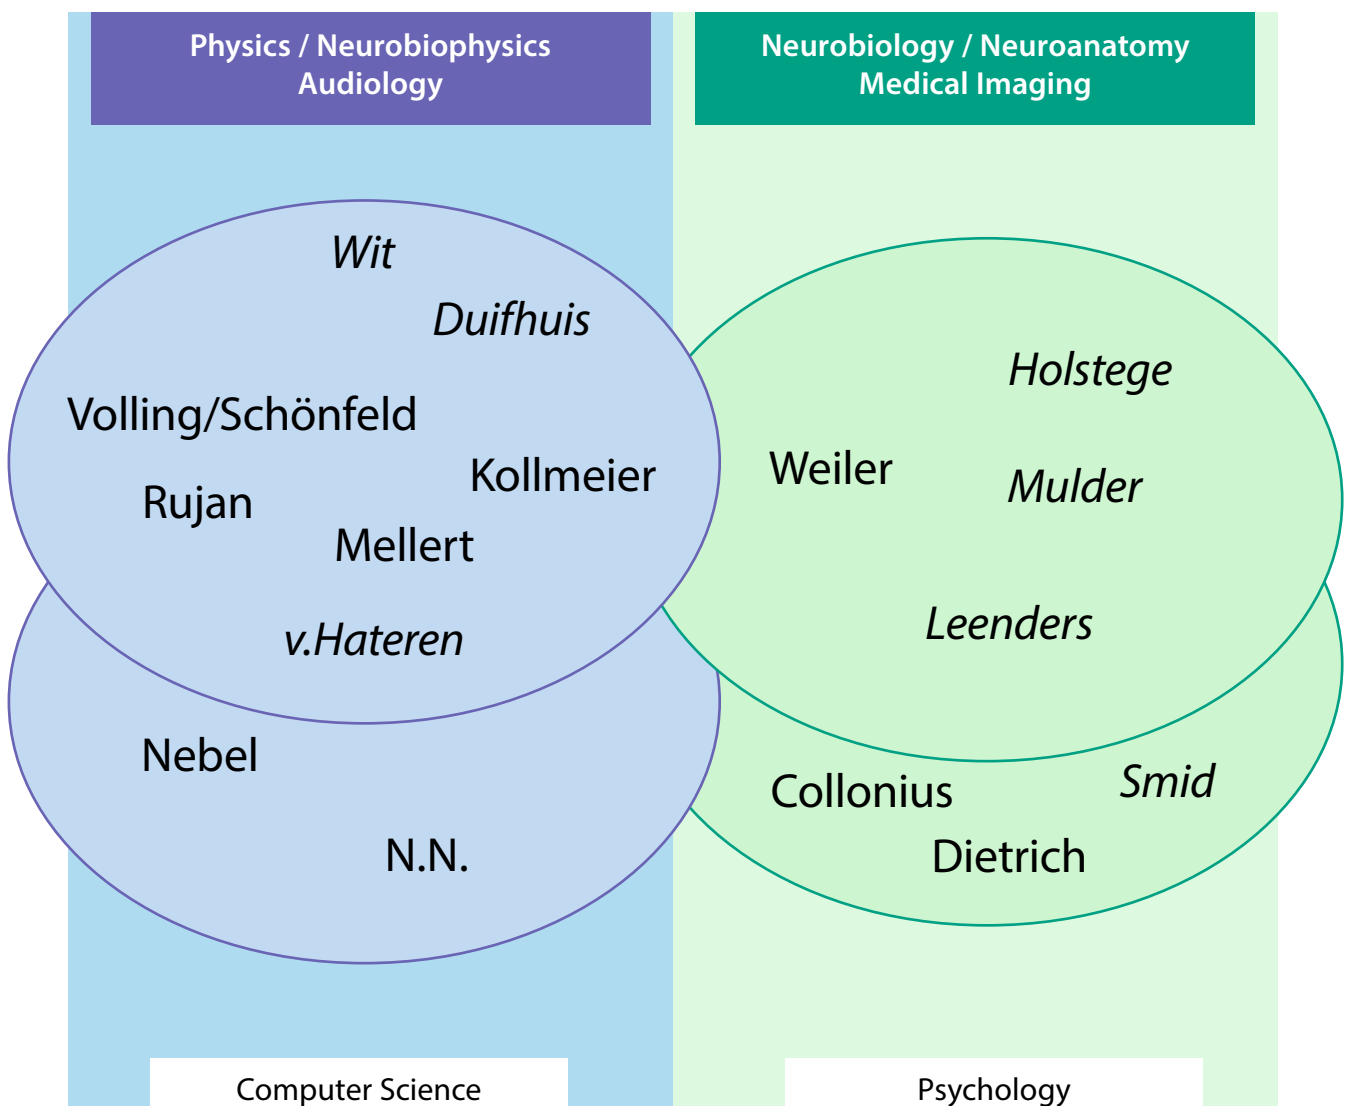 Physics / Neurobiophysics
Audiology
Neurobiology / Neuroanatomy
Medical Imaging
Wit
Duifhuis
Volling/Schönfeld
Kollmeier
Rujan
Mellert
v.Hateren
Nebel
N.N.
Holstege
Weiler
Mulder
Leenders
Collonius
Smid
Dietrich
Computer Science
Psychology